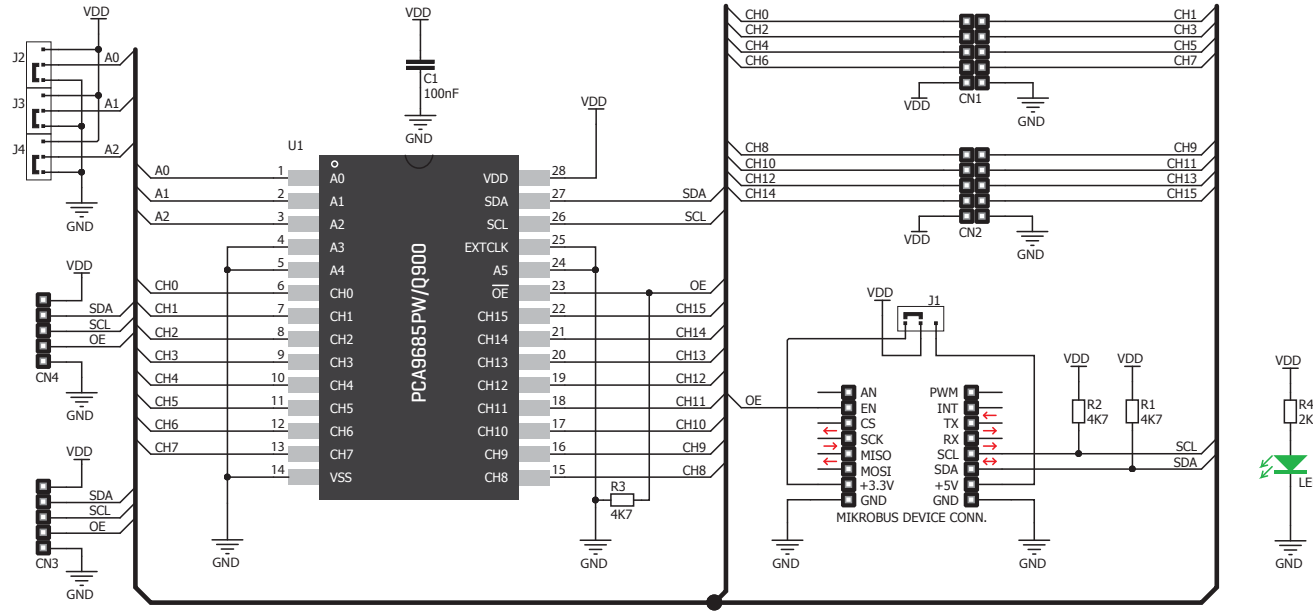 VDD
J2
A0
J3
A1
J4
A2
GND
VDD
C1
100nF
GND
VDD
U1
PCA9685PW/Q900
A0 1 A0
A1 2 A1
A2 3 A2
4 A3
5 A4
CH0 6 CH0
CH1 7 CH1
CH2 8 CH2
CH3 9 CH3
CH4 10 CH4
CH5 11 CH5
CH6 12 CH6
CH7 13 CH7
14 VSS
GND
VDD 28
SDA 27 SDA
SCL 26 SCL
EXTCLK 25
A5 24
OE 23 OE
CH15 22 CH15
CH14 21 CH14
CH13 20 CH13
CH12 19 CH12
CH11 18 CH11
CH10 17 CH10
CH9 16 CH9
CH8 15 CH8
R3
4K7
GND
VDD
SDA
SCL
OE
CN4
GND
VDD
SDA
SCL
OE
CN3
GND
CH0 CH1
CH2 CH3
CH4 CH5
CH6 CH7
VDD CN1 GND
CH8 CH9
CH10 CH11
CH12 CH13
CH14 CH15
VDD CN2 GND
VDD J1
OE
AN PWM
EN INT
CS TX
SCK RX
MISO SCL
MOSI SDA
+3.3V +5V
GND GND
MIKROBUS DEVICE CONN.
GND GND
VDD VDD
R2 R1
4K7 4K7
SCL
SDA
VDD
R4
2K
LE
GND